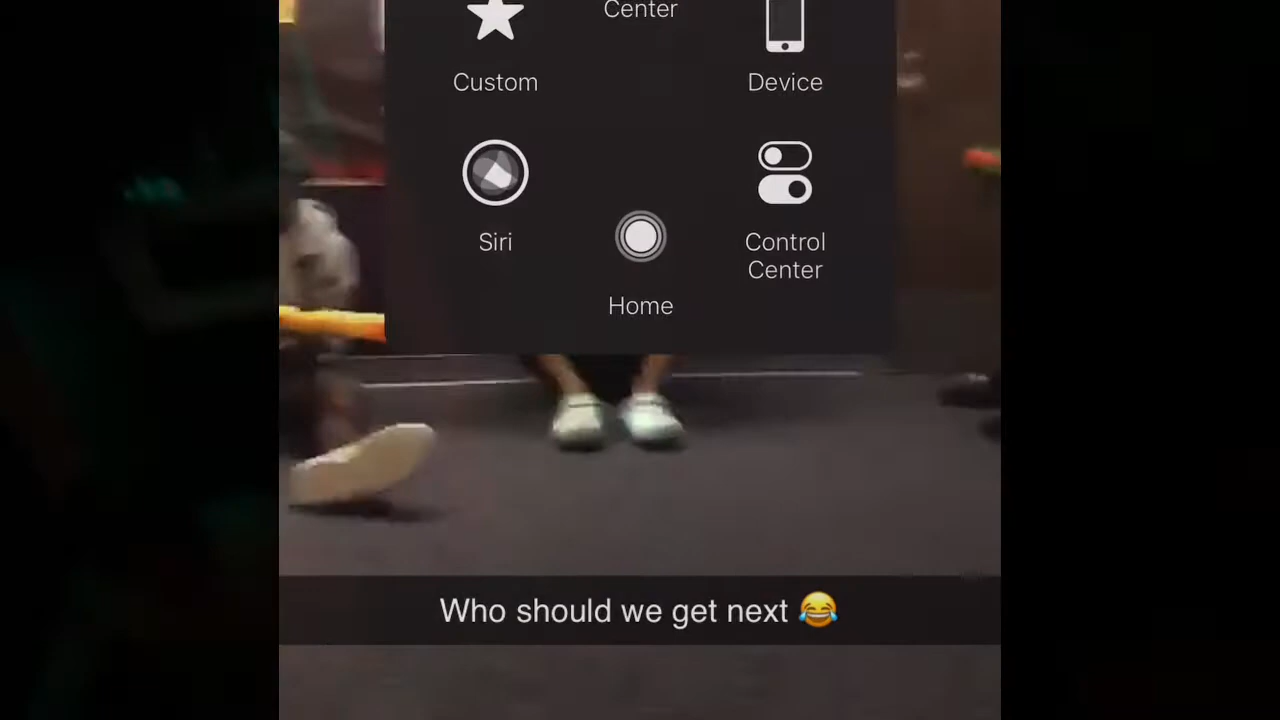 Center
Custom
Device
Siri
Control
Center
Home
Who should we get next 😂